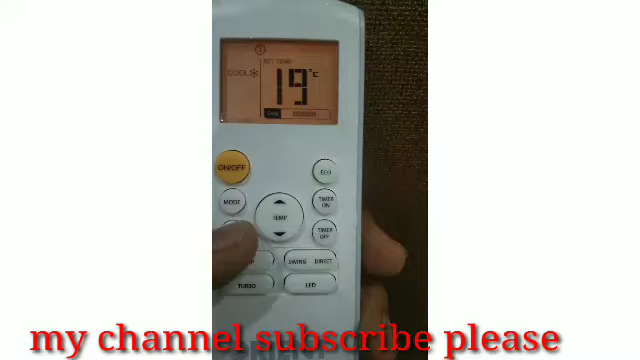 SET TEMP.
COOL
19°C
FAN
ON/OFF
ECO
MODE
TIMER ON
TEMP
TIMER OFF
SWING DIRECT
TURBO
LED
my channel subscribe please